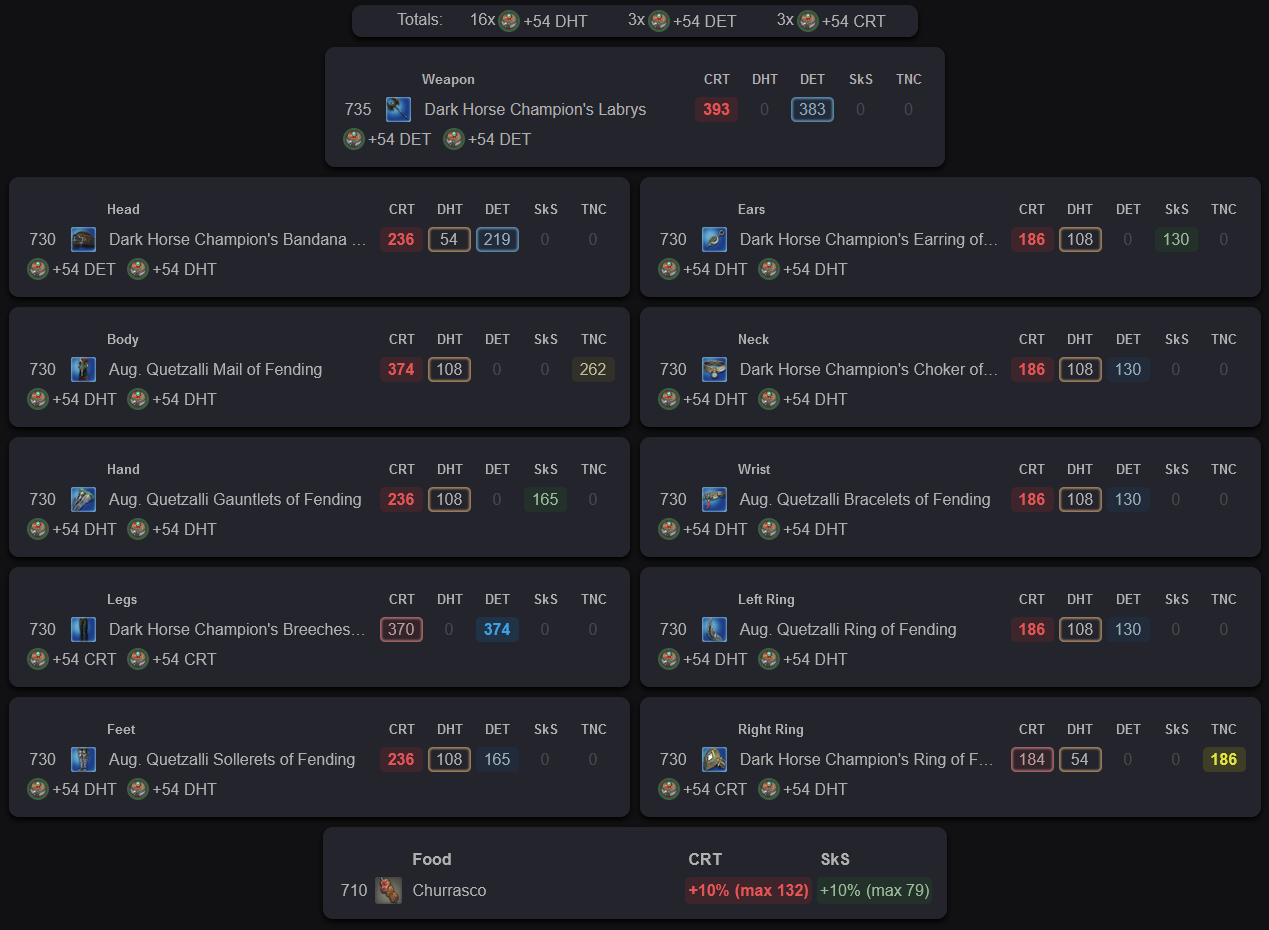 Totals: 16x +54 DHT 3x +54 DET 3x +54 CRT
Weapon CRT DHT DET SkS TNC
735 Dark Horse Champion's Labrys 393 0 383 0 0
+54 DET +54 DET
Head CRT DHT DET SkS TNC
730 Dark Horse Champion's Bandana ... 236 54 219 0 0
+54 DET +54 DHT
Ears CRT DHT DET SkS TNC
730 Dark Horse Champion's Earring of... 186 108 0 130 0
+54 DHT +54 DHT
Body CRT DHT DET SkS TNC
730 Aug. Quetzalli Mail of Fending 374 108 0 0 262
+54 DHT +54 DHT
Neck CRT DHT DET SkS TNC
730 Dark Horse Champion's Choker of... 186 108 130 0 0
+54 DHT +54 DHT
Hand CRT DHT DET SkS TNC
730 Aug. Quetzalli Gauntlets of Fending 236 108 0 165 0
+54 DHT +54 DHT
Wrist CRT DHT DET SkS TNC
730 Aug. Quetzalli Bracelets of Fending 186 108 130 0 0
+54 DHT +54 DHT
Legs CRT DHT DET SkS TNC
730 Dark Horse Champion's Breeches... 370 0 374 0 0
+54 CRT +54 CRT
Left Ring CRT DHT DET SkS TNC
730 Aug. Quetzalli Ring of Fending 186 108 130 0 0
+54 DHT +54 DHT
Feet CRT DHT DET SkS TNC
730 Aug. Quetzalli Sollerets of Fending 236 108 165 0 0
+54 DHT +54 DHT
Right Ring CRT DHT DET SkS TNC
730 Dark Horse Champion's Ring of F... 184 54 0 0 186
+54 CRT +54 DHT
Food CRT SkS
710 Churrasco +10% (max 132) +10% (max 79)